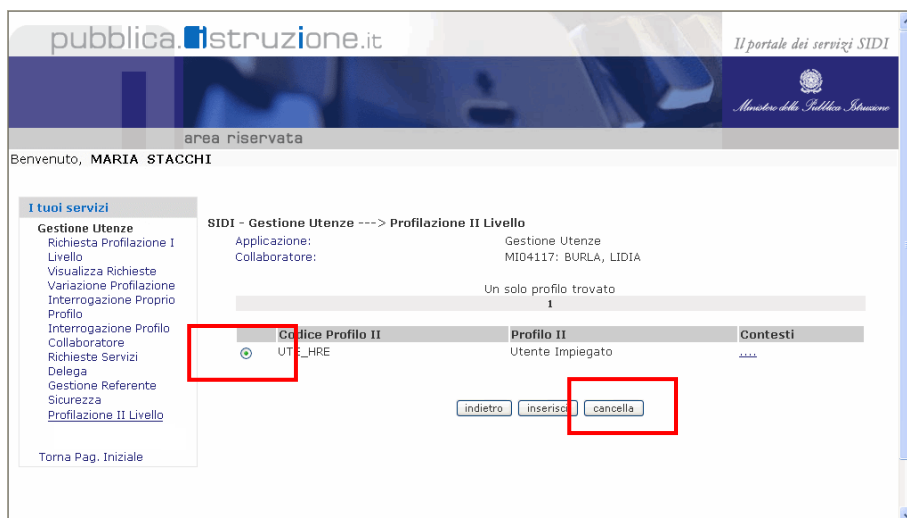 pubblica.istruzione.it
Il portale dei servizi SIDI
Ministero della Pubblica Istruzione
area riservata
Benvenuto, MARIA STACCHI
I tuoi servizi
Gestione Utenze
Richiesta Profilazione I
Livello
Visualizza Richieste
Variazione Profilazione
Interrogazione Proprio
Profilo
Interrogazione Profilo
Collaboratore
Richieste Servizi
Delega
Gestione Referente
Sicurezza
Profilazione II Livello
Torna Pag. Iniziale
SIDI - Gestione Utenze ---> Profilazione II Livello
Applicazione: Gestione Utenze
Collaboratore: MI04117: BURLA, LIDIA
Un solo profilo trovato
1
Codice Profilo II Profilo II Contesti
UTE_HRE Utente Impiegato ....
indietro inserisci cancella